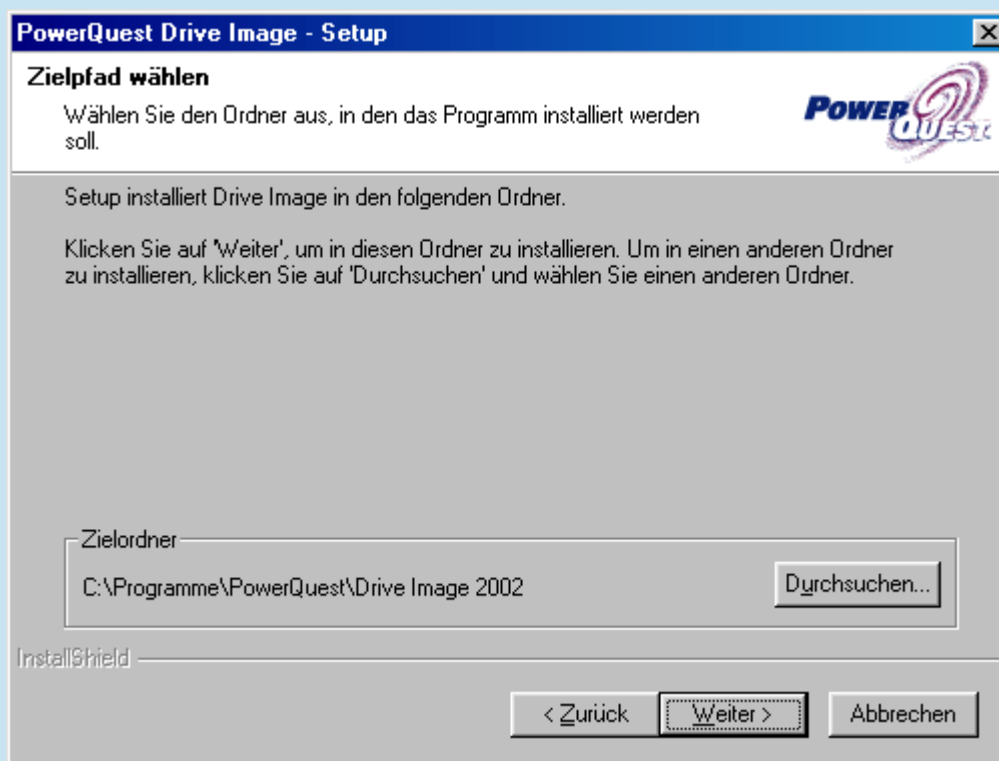 PowerQuest Drive Image - Setup
Zielpfad wählen
Wählen Sie den Ordner aus, in den das Programm installiert werden
soll.
POWER
QUEST
Setup installiert Drive Image in den folgenden Ordner.
Klicken Sie auf 'Weiter', um in diesen Ordner zu installieren. Um in einen anderen Ordner
zu installieren, klicken Sie auf 'Durchsuchen' und wählen Sie einen anderen Ordner.
Zielordner
C:\Programme\PowerQuest\Drive Image 2002
Durchsuchen...
InstallShield
< Zurück
Weiter >
Abbrechen